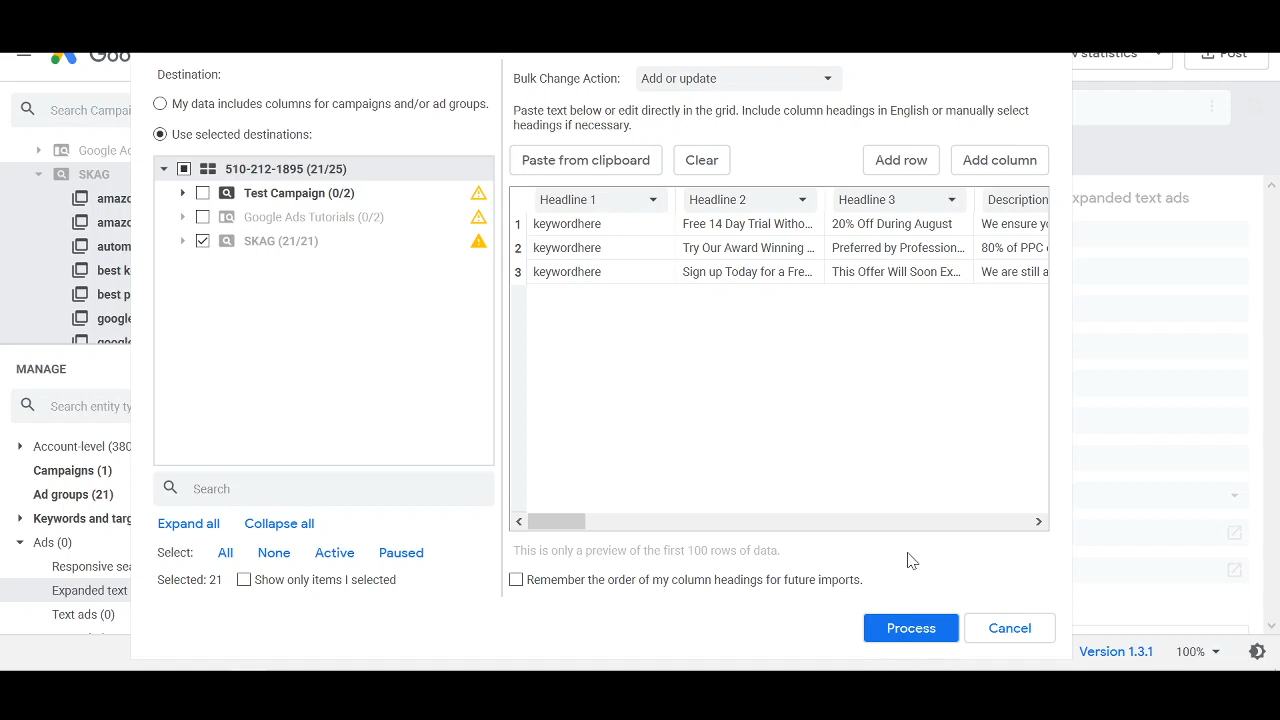 Goo
statistics
Post
Search Campai
Google Ad
SKAG
amazo
amazo
autom
best k
best p
google
google
MANAGE
Search entity ty
Account-level (380
Campaigns (1)
Ad groups (21)
Keywords and targ
Ads (0)
Responsive sea
Expanded text
Text ads (0)
Destination:
My data includes columns for campaigns and/or ad groups.
Use selected destinations:
510-212-1895 (21/25)
Test Campaign (0/2)
Google Ads Tutorials (0/2)
SKAG (21/21)
Search
Expand all Collapse all
Select: All None Active Paused
Selected: 21 Show only items I selected
Bulk Change Action: Add or update
Paste text below or edit directly in the grid. Include column headings in English or manually select
headings if necessary.
Paste from clipboard Clear Add row Add column
Headline 1 Headline 2 Headline 3 Description
1 keywordhere Free 14 Day Trial Witho... 20% Off During August We ensure yo
2 keywordhere Try Our Award Winning ... Preferred by Profession... 80% of PPC c
3 keywordhere Sign up Today for a Fre... This Offer Will Soon Ex... We are still a
This is only a preview of the first 100 rows of data.
Remember the order of my column headings for future imports.
Process Cancel
xpanded text ads
Version 1.3.1 100%